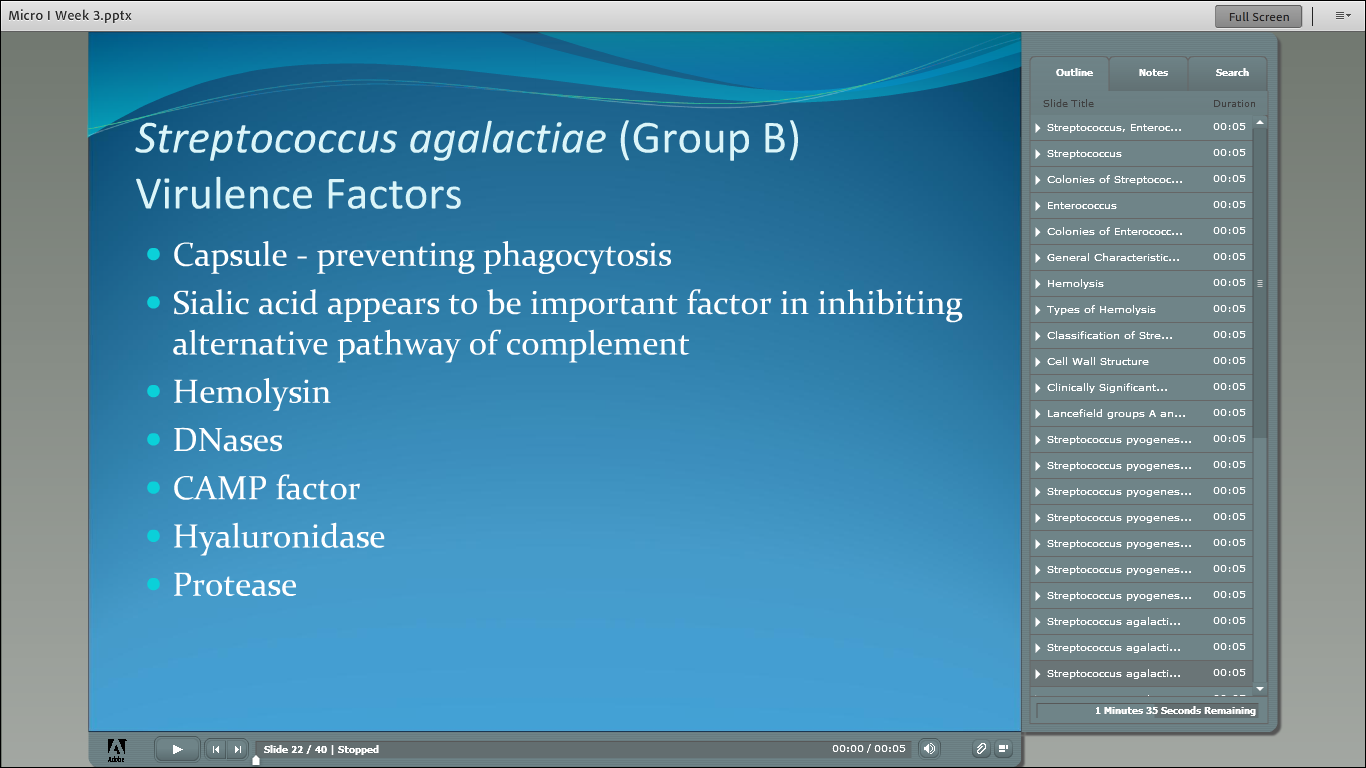 Micro I Week 3.pptx
Full Screen
Streptococcus agalactiae (Group B)
Virulence Factors
Capsule - preventing phagocytosis
Sialic acid appears to be important factor in inhibiting
alternative pathway of complement
Hemolysin
DNases
CAMP factor
Hyaluronidase
Protease
Outline Notes Search
Slide Title Duration
Streptococcus, Enteroc... 00:05
Streptococcus 00:05
Colonies of Streptococ... 00:05
Enterococcus 00:05
Colonies of Enterococc... 00:05
General Characteristic... 00:05
Hemolysis 00:05
Types of Hemolysis 00:05
Classification of Stre... 00:05
Cell Wall Structure 00:05
Clinically Significant... 00:05
Lancefield groups A an... 00:05
Streptococcus pyogenes... 00:05
Streptococcus pyogenes... 00:05
Streptococcus pyogenes... 00:05
Streptococcus pyogenes... 00:05
Streptococcus pyogenes... 00:05
Streptococcus pyogenes... 00:05
Streptococcus pyogenes... 00:05
Streptococcus agalacti... 00:05
Streptococcus agalacti... 00:05
Streptococcus agalacti... 00:05
1 Minutes 35 Seconds Remaining
Adobe
Slide 22 / 40 | Stopped
00:00 / 00:05